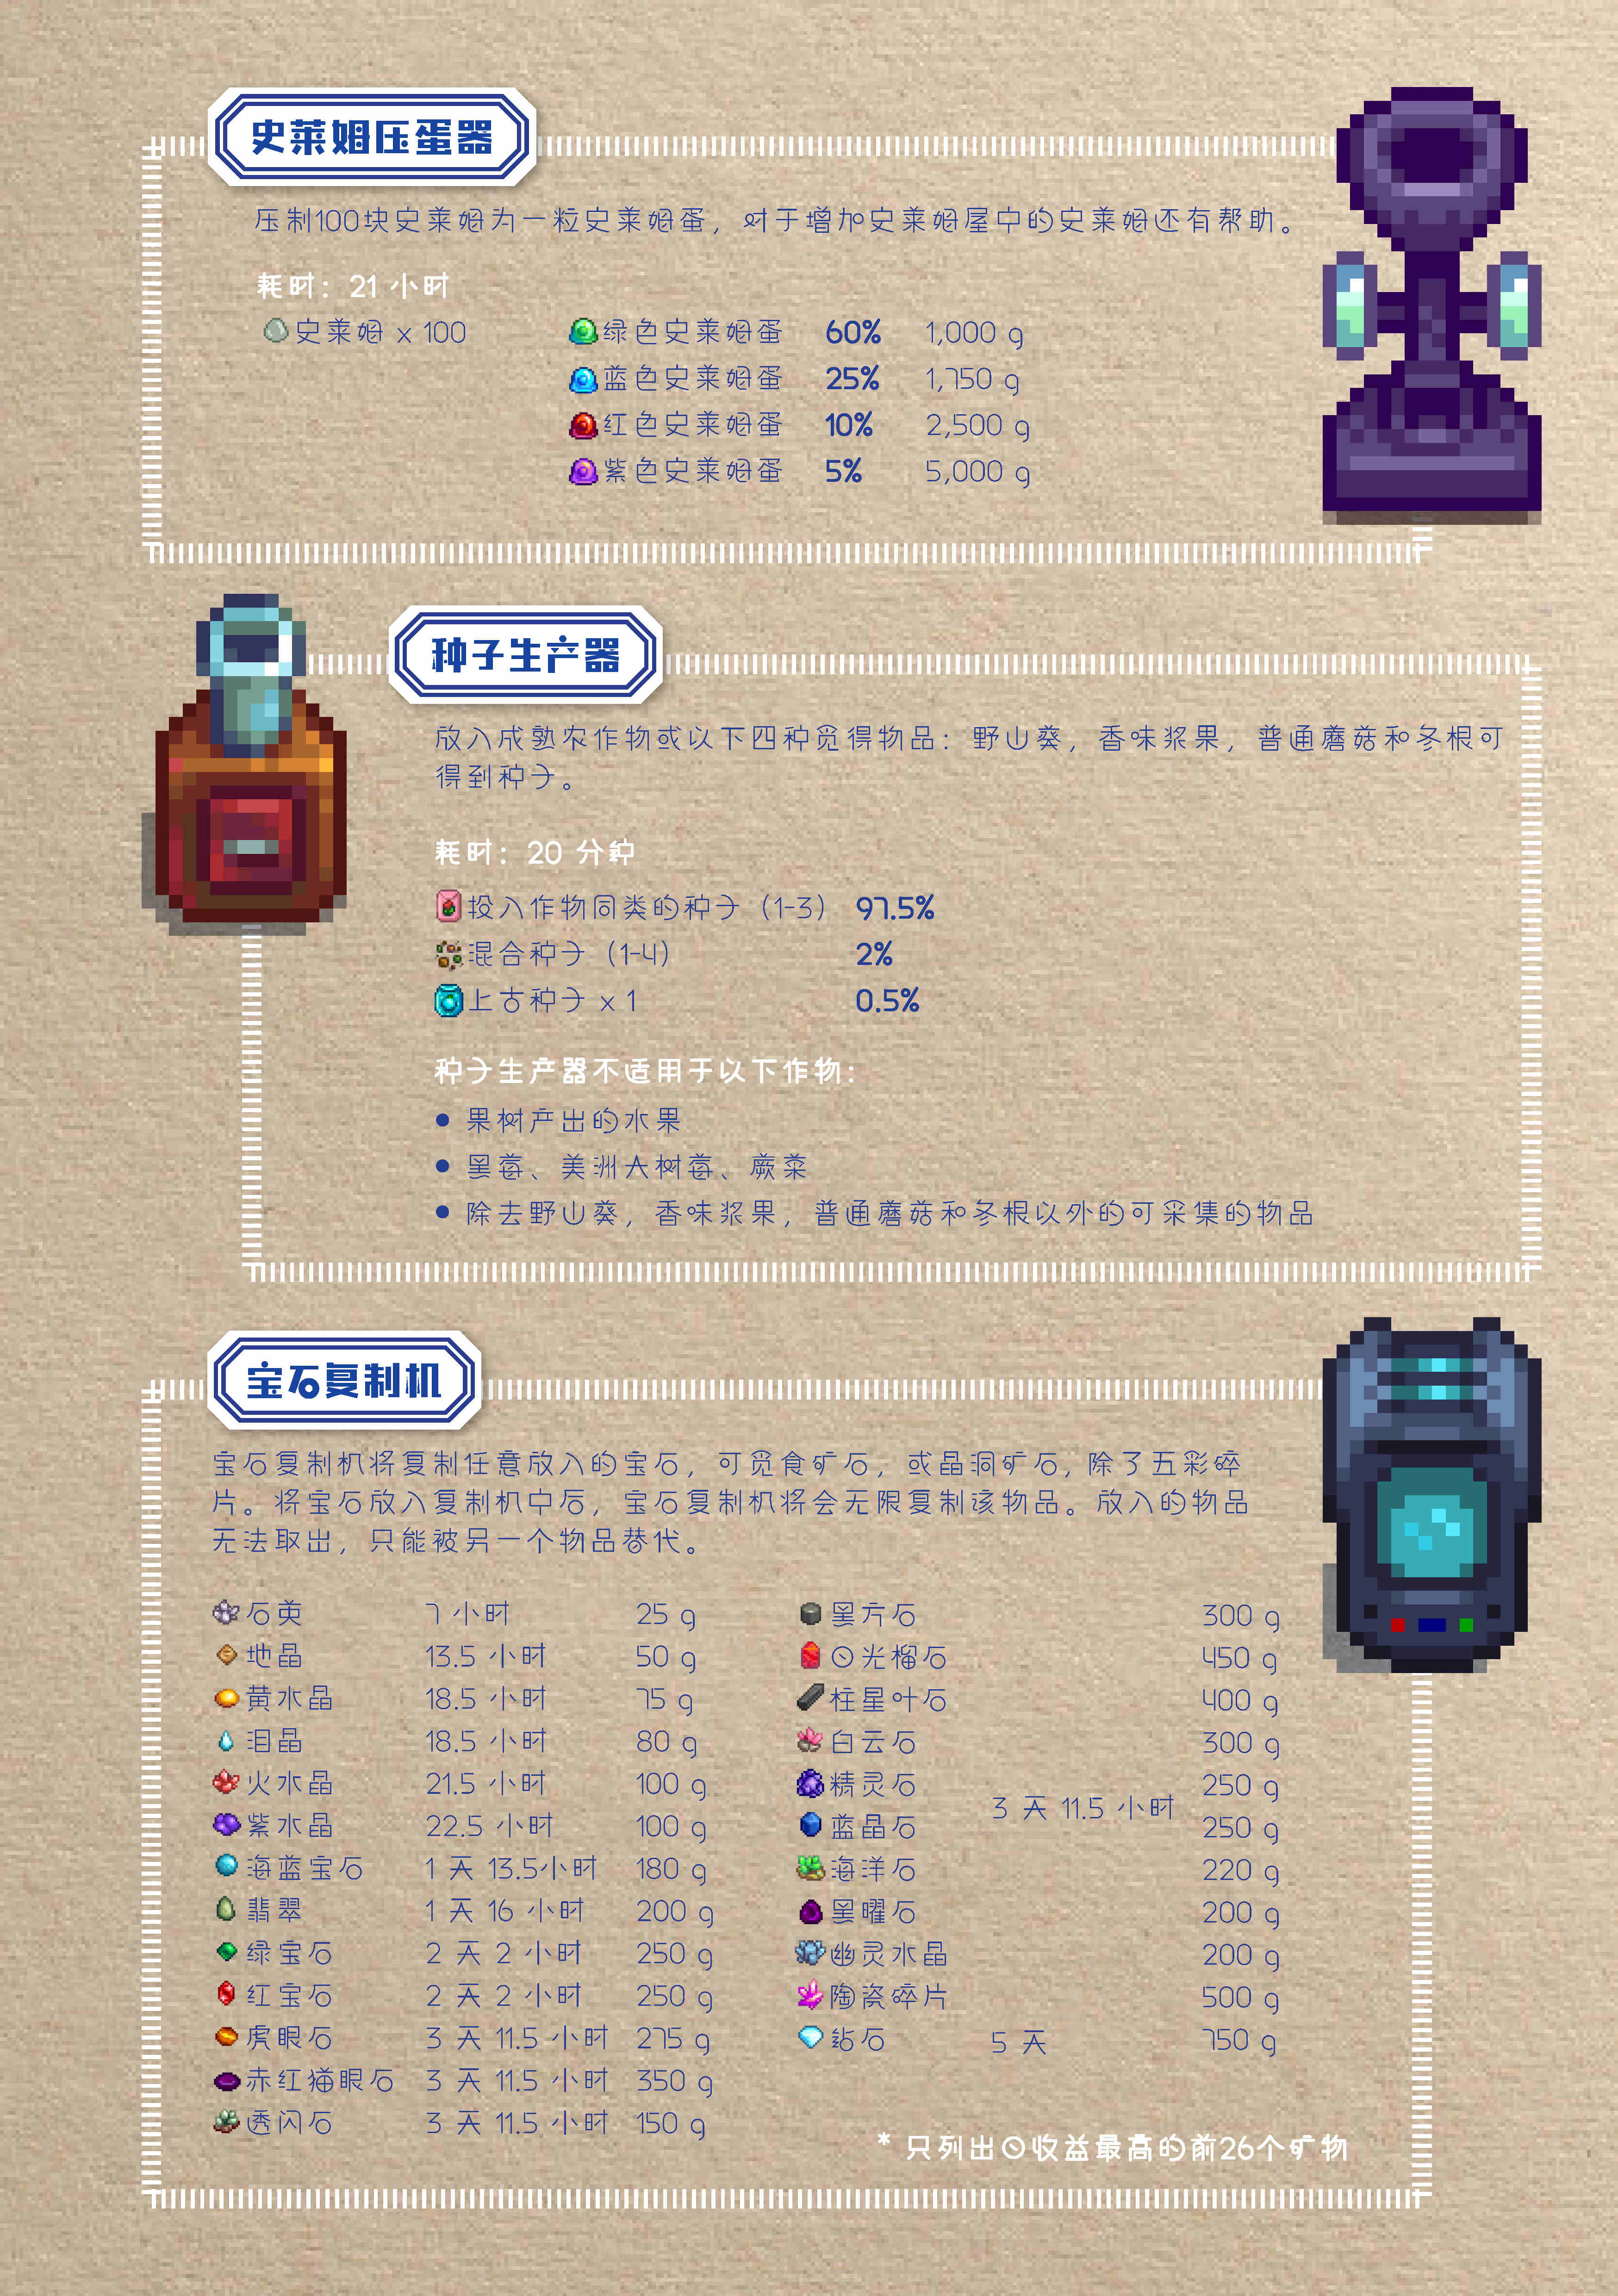 史莱姆压蛋器
压制100块史莱姆为一粒史莱姆蛋，对于增加史莱姆屋中的史莱姆还有帮助。
耗时：21 小时
史莱姆 x 100
绿色史莱姆蛋 60% 1,000 g
蓝色史莱姆蛋 25% 1,750 g
红色史莱姆蛋 10% 2,500 g
紫色史莱姆蛋 5% 5,000 g
种子生产器
放入成熟农作物或以下四种觅得物品：野山葵，香味浆果，普通蘑菇和冬根可
得到种子。
耗时：20 分钟
投入作物同类的种子（1-3） 97.5%
混合种子（1-4） 2%
上古种子 x 1 0.5%
种子生产器不适用于以下作物：
• 果树产出的水果
• 黑莓、美洲大树莓、蕨菜
• 除去野山葵，香味浆果，普通蘑菇和冬根以外的可采集的物品
宝石复制机
宝石复制机将复制任意放入的宝石，可觅食矿石，或晶洞矿石，除了五彩碎
片。将宝石放入复制机中后，宝石复制机将会无限复制该物品。放入的物品
无法取出，只能被另一个物品替代。
石英 7 小时 25 g
地晶 13.5 小时 50 g
黄水晶 18.5 小时 75 g
泪晶 18.5 小时 80 g
火水晶 21.5 小时 100 g
紫水晶 22.5 小时 100 g
海蓝宝石 1 天 13.5小时 180 g
翡翠 1 天 16 小时 200 g
绿宝石 2 天 2 小时 250 g
红宝石 2 天 2 小时 250 g
虎眼石 3 天 11.5 小时 275 g
赤红猫眼石 3 天 11.5 小时 350 g
透闪石 3 天 11.5 小时 150 g
黑方石 300 g
日光榴石 450 g
柱星叶石 400 g
白云石 300 g
精灵石 250 g
3 天 11.5 小时
蓝晶石 250 g
海洋石 220 g
黑曜石 200 g
幽灵水晶 200 g
陶瓷碎片 500 g
钻石 5 天 750 g
* 只列出日收益最高的前26个矿物